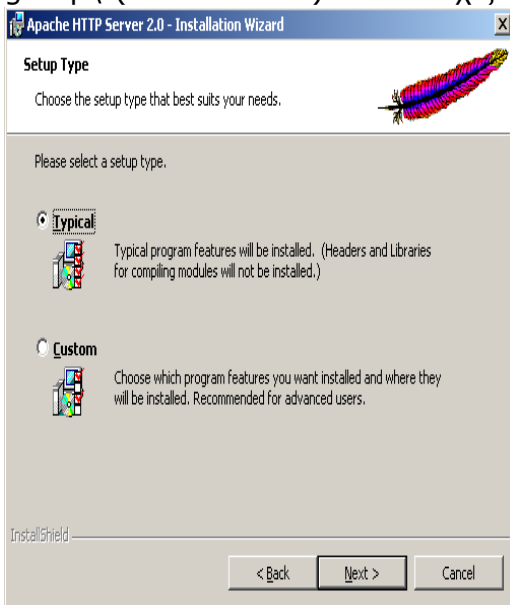 Apache HTTP Server 2.0 - Installation Wizard
Setup Type
Choose the setup type that best suits your needs.
Please select a setup type.
Typical
Typical program features will be installed. (Headers and Libraries
for compiling modules will not be installed.)
Custom
Choose which program features you want installed and where they
will be installed. Recommended for advanced users.
InstallShield
< Back
Next >
Cancel